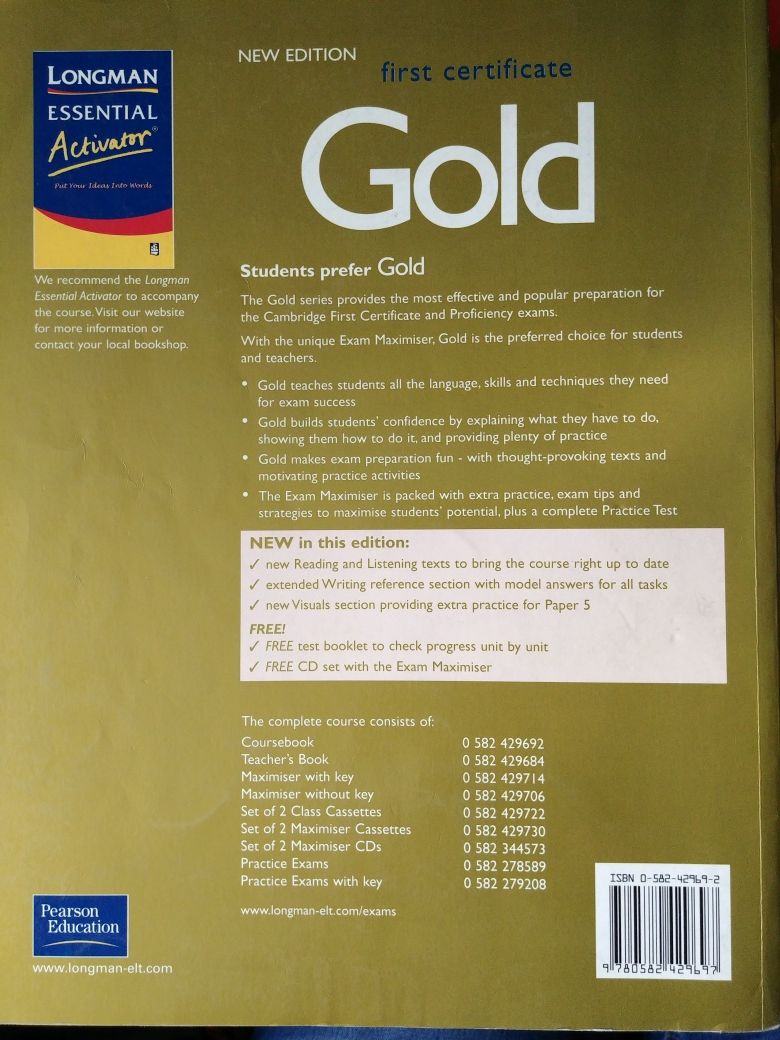 LONGMAN
ESSENTIAL
Activator®
Put Your Ideas Into Words
We recommend the Longman
Essential Activator to accompany
the course. Visit our website
for more information or
contact your local bookshop.
NEW EDITION
first certificate
Gold
Students prefer Gold
The Gold series provides the most effective and popular preparation for
the Cambridge First Certificate and Proficiency exams.
With the unique Exam Maximiser, Gold is the preferred choice for students
and teachers.
• Gold teaches students all the language, skills and techniques they need
for exam success
• Gold builds students' confidence by explaining what they have to do,
showing them how to do it, and providing plenty of practice
• Gold makes exam preparation fun - with thought-provoking texts and
motivating practice activities
• The Exam Maximiser is packed with extra practice, exam tips and
strategies to maximise students' potential, plus a complete Practice Test
NEW in this edition:
✓ new Reading and Listening texts to bring the course right up to date
✓ extended Writing reference section with model answers for all tasks
✓ new Visuals section providing extra practice for Paper 5
FREE!
✓ FREE test booklet to check progress unit by unit
✓ FREE CD set with the Exam Maximiser
The complete course consists of:
Coursebook 0 582 429692
Teacher's Book 0 582 429684
Maximiser with key 0 582 429714
Maximiser without key 0 582 429706
Set of 2 Class Cassettes 0 582 429722
Set of 2 Maximiser Cassettes 0 582 429730
Set of 2 Maximiser CDs 0 582 344573
Practice Exams 0 582 278589
Practice Exams with key 0 582 279208
www.longman-elt.com/exams
Pearson
Education
www.longman-elt.com
ISBN 0-582-42969-2
9 780582 429697